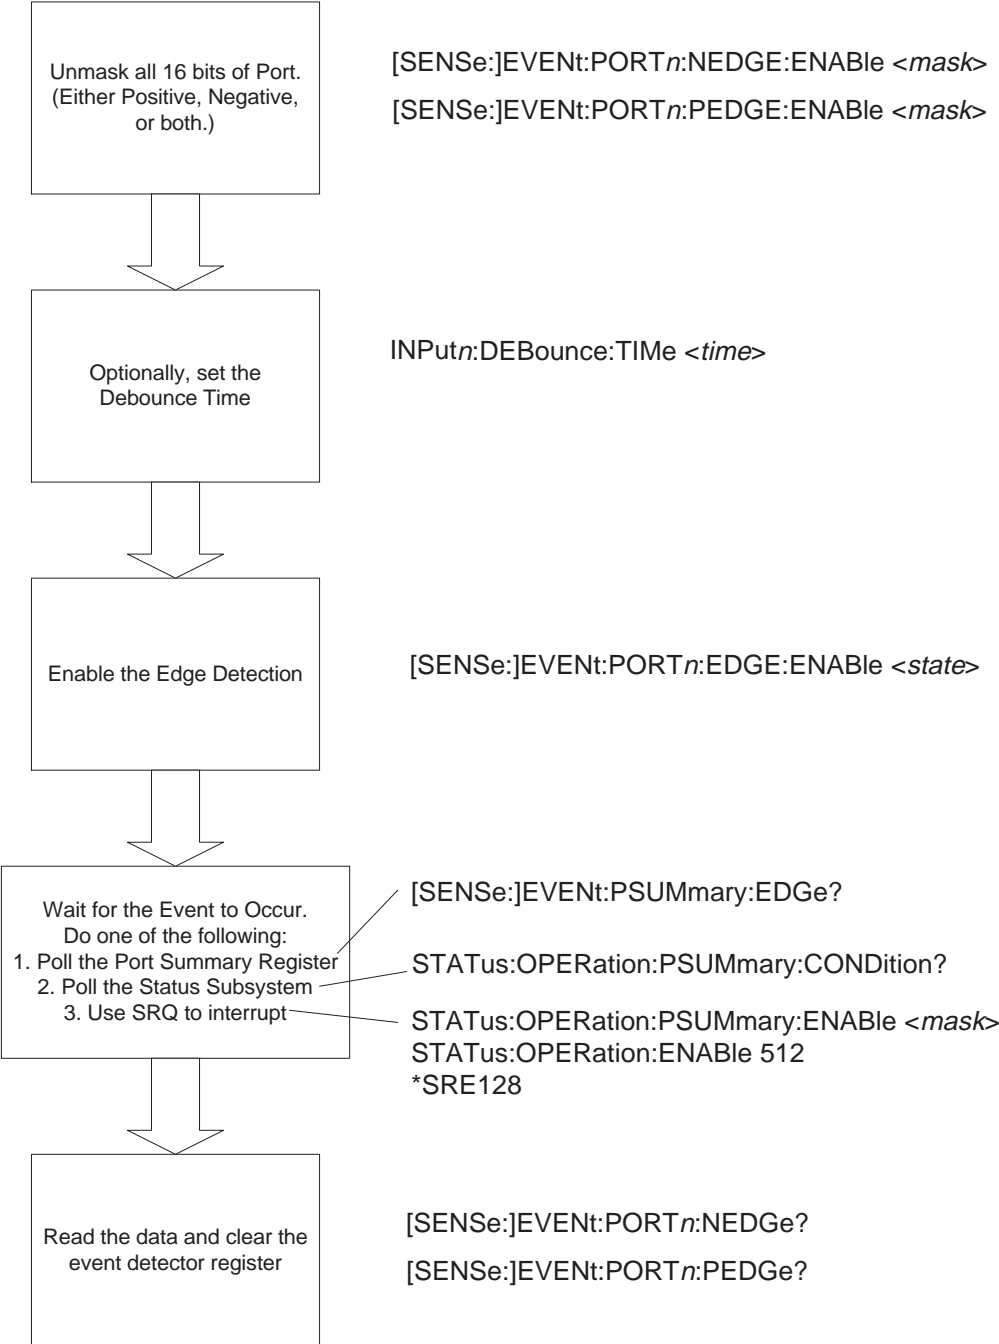 Unmask all 16 bits of Port.
(Either Positive, Negative,
or both.)
[SENSe:]EVENt:PORTn:NEDGE:ENABle <mask>
[SENSe:]EVENt:PORTn:PEDGE:ENABle <mask>
Optionally, set the
Debounce Time
INPutn:DEBounce:TIMe <time>
Enable the Edge Detection
[SENSe:]EVENt:PORTn:EDGE:ENABle <state>
Wait for the Event to Occur.
Do one of the following:
1. Poll the Port Summary Register
2. Poll the Status Subsystem
3. Use SRQ to interrupt
[SENSe:]EVENt:PSUMmary:EDGe?
STATus:OPERation:PSUMmary:CONDition?
STATus:OPERation:PSUMmary:ENABle <mask>
STATus:OPERation:ENABle 512
*SRE128
Read the data and clear the
event detector register
[SENSe:]EVENt:PORTn:NEDGe?
[SENSe:]EVENt:PORTn:PEDGe?